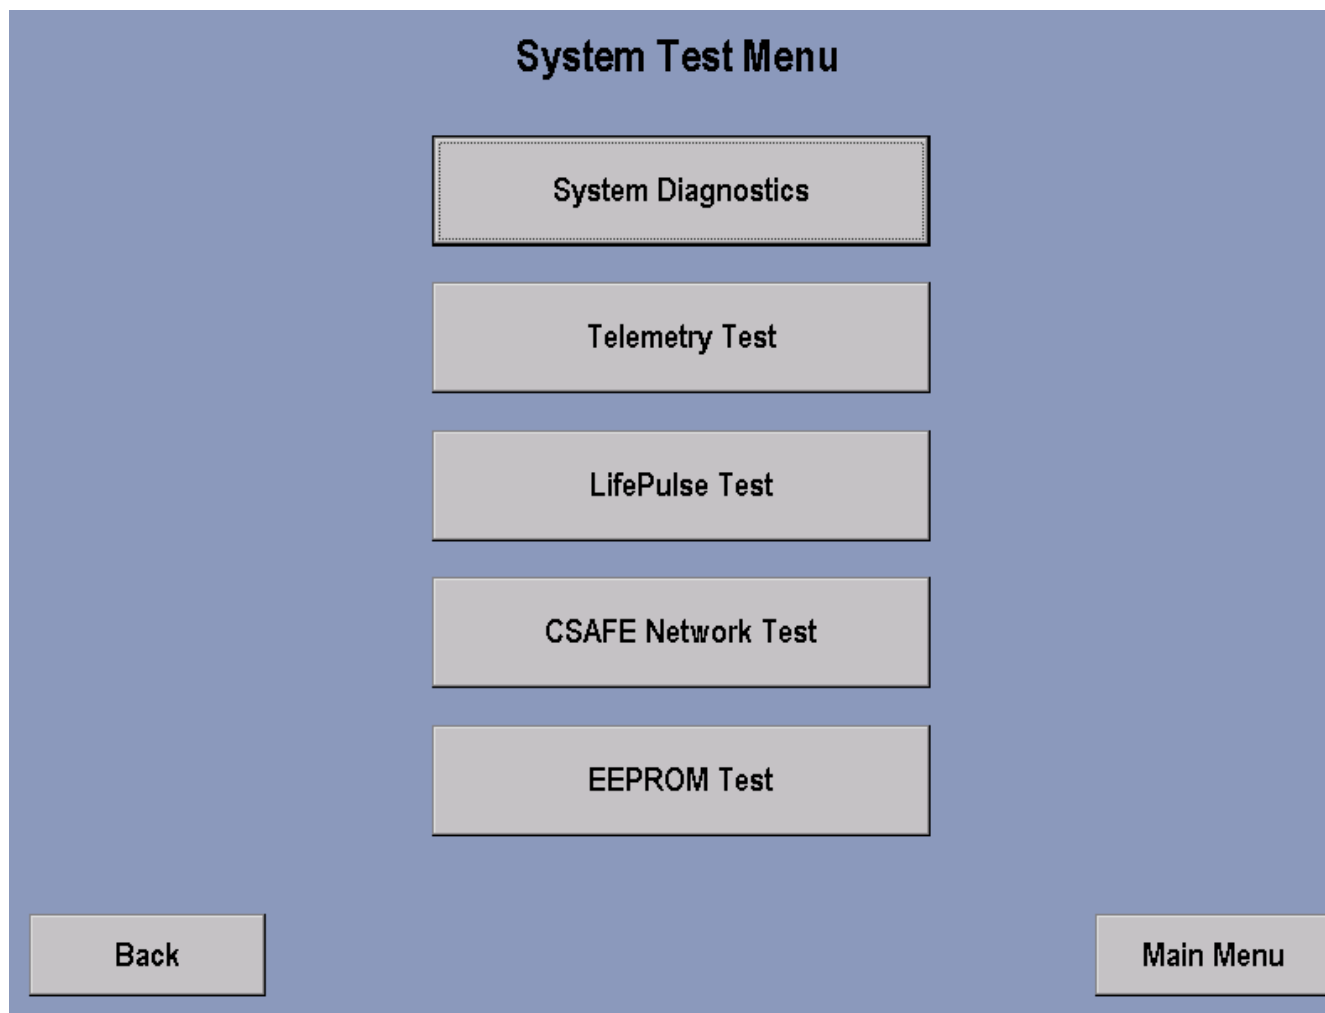 System Test Menu
System Diagnostics
Telemetry Test
LifePulse Test
CSAFE Network Test
EEPROM Test
Back
Main Menu